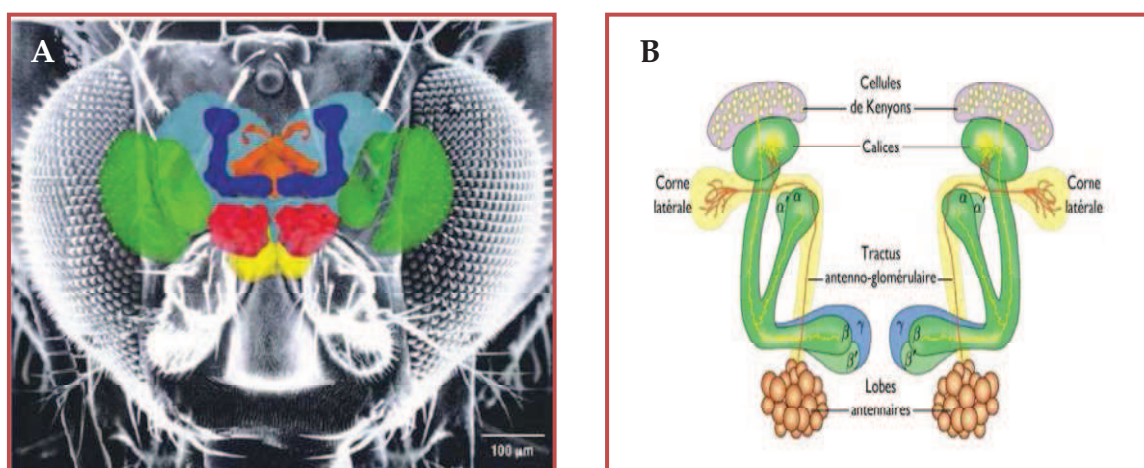 A
100 µm
B
Cellules
de Kenyons
Calices
Corne
latérale
Corne
latérale
α' α
α α'
Tractus
antenno-glomérulaire
γ
β
β'
γ
β
β'
Lobes
antennaires